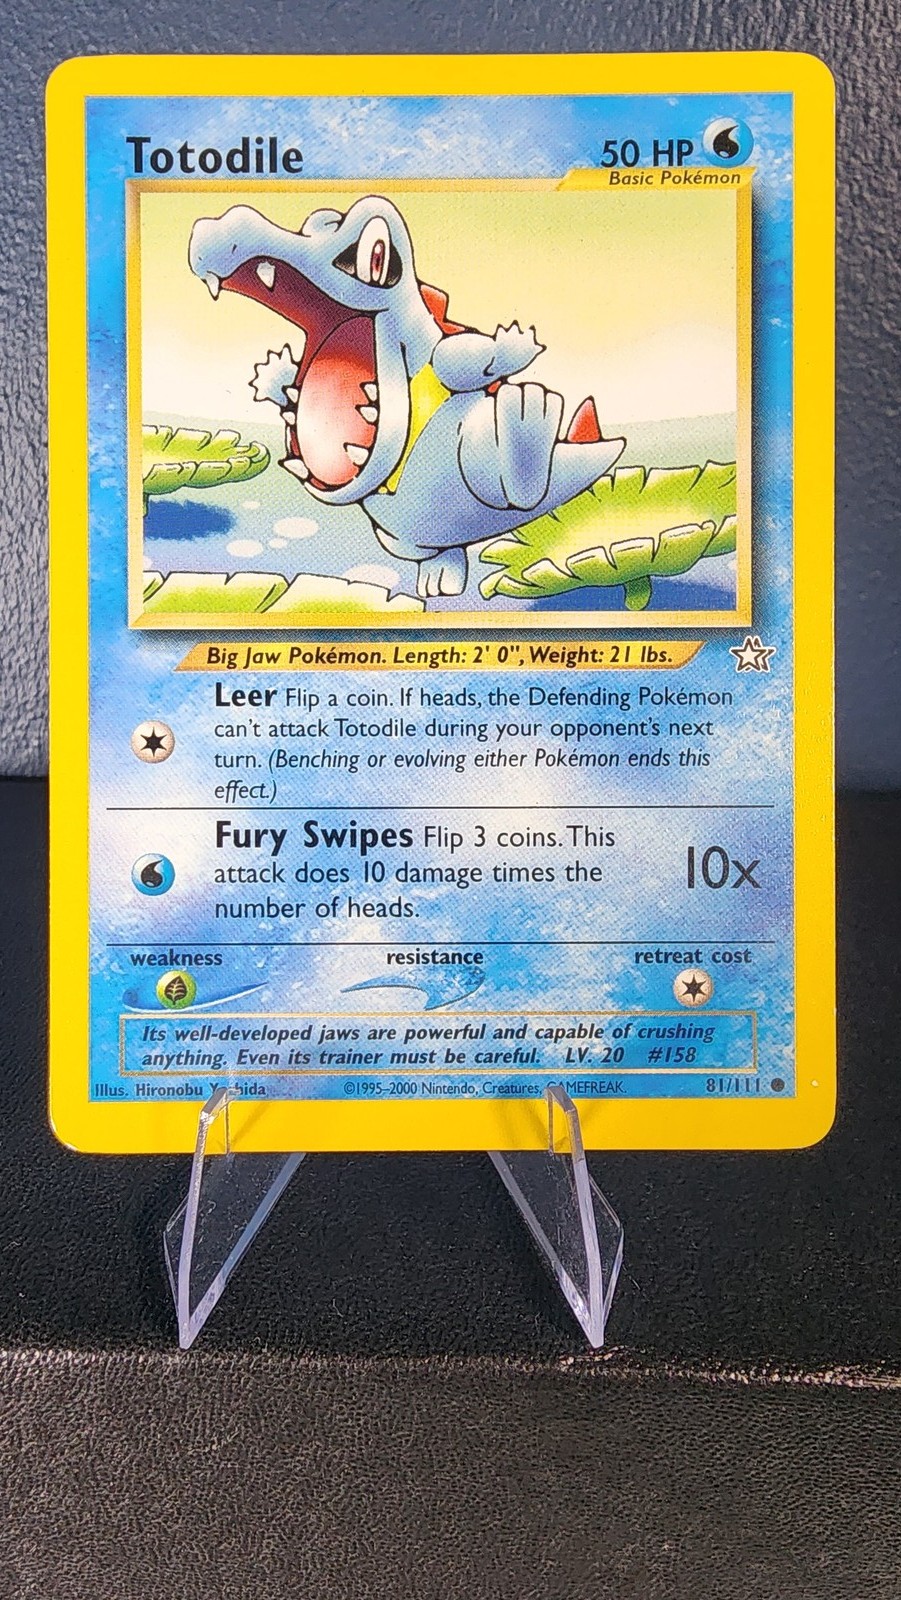 Totodile
50 HP
Basic Pokémon
Big Jaw Pokémon. Length: 2' 0", Weight: 21 lbs.
Leer Flip a coin. If heads, the Defending Pokémon
can't attack Totodile during your opponent's next
turn. (Benching or evolving either Pokémon ends this
effect.)
Fury Swipes Flip 3 coins. This
attack does 10 damage times the
number of heads.
10x
weakness
resistance
retreat cost
Its well-developed jaws are powerful and capable of crushing
anything. Even its trainer must be careful. LV. 20 #158
Illus. Hironobu Yoshida
©1995–2000 Nintendo, Creatures, GAMEFREAK.
81/111